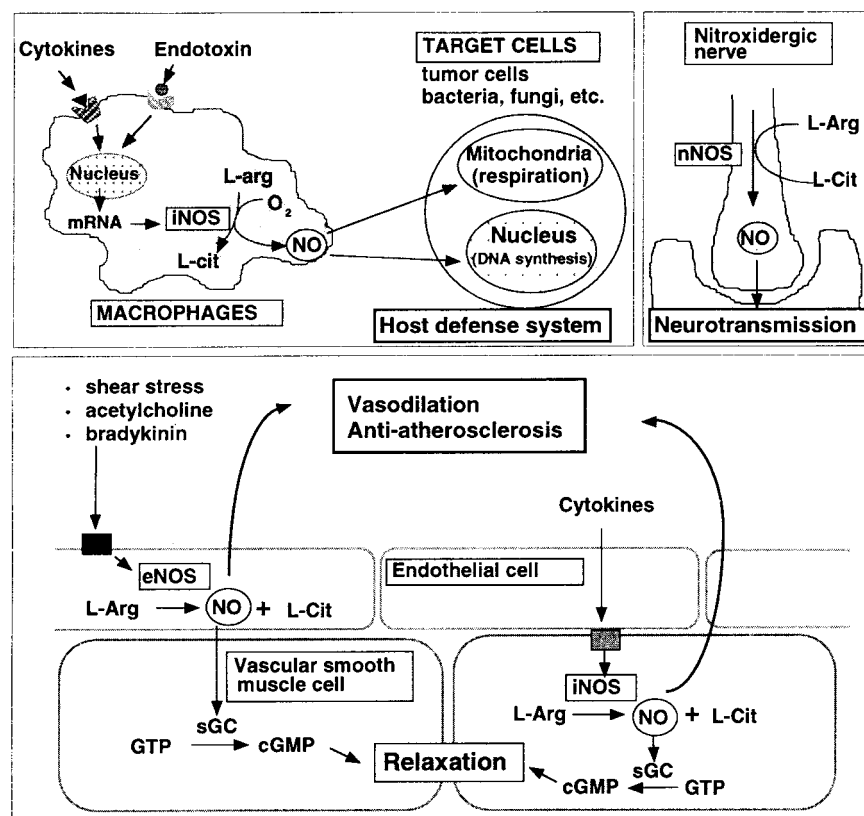 Cytokines
Endotoxin
Nucleus
mRNA
iNOS
L-arg
O2
L-cit
NO
MACROPHAGES
TARGET CELLS
tumor cells
bacteria, fungi, etc.
Mitochondria
(respiration)
Nucleus
(DNA synthesis)
Host defense system
Nitroxidergic
nerve
L-Arg
nNOS
L-Cit
NO
Neurotransmission
· shear stress
· acetylcholine
· bradykinin
Vasodilation
Anti-atherosclerosis
Cytokines
eNOS
Endothelial cell
L-Arg
NO + L-Cit
Vascular smooth
muscle cell
iNOS
L-Arg
NO + L-Cit
sGC
GTP
cGMP
Relaxation
sGC
cGMP
GTP